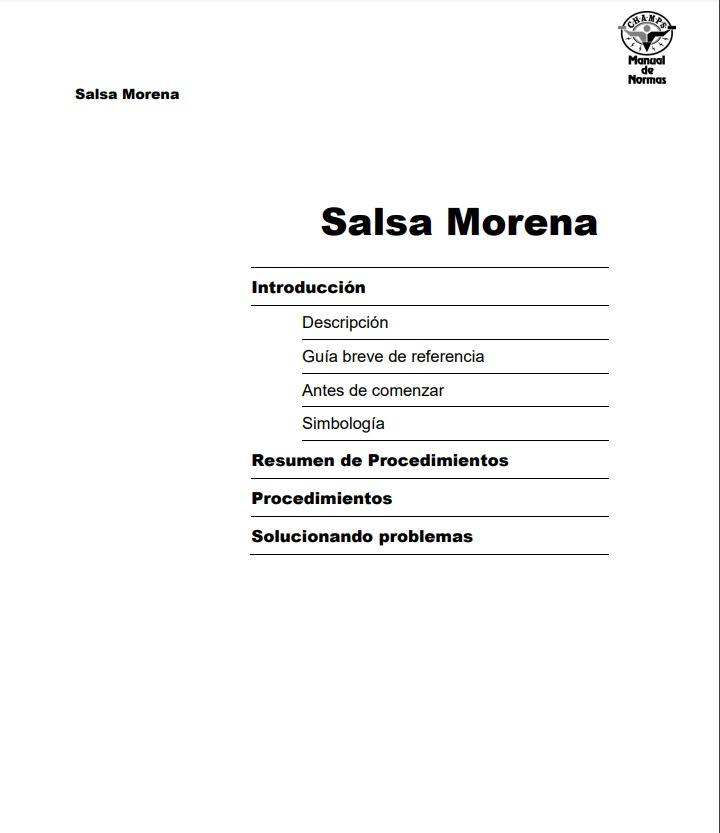 C·H·A·M·P·S
Manual
de
Normas
Salsa Morena
Salsa Morena
Introducción
Descripción
Guía breve de referencia
Antes de comenzar
Simbología
Resumen de Procedimientos
Procedimientos
Solucionando problemas